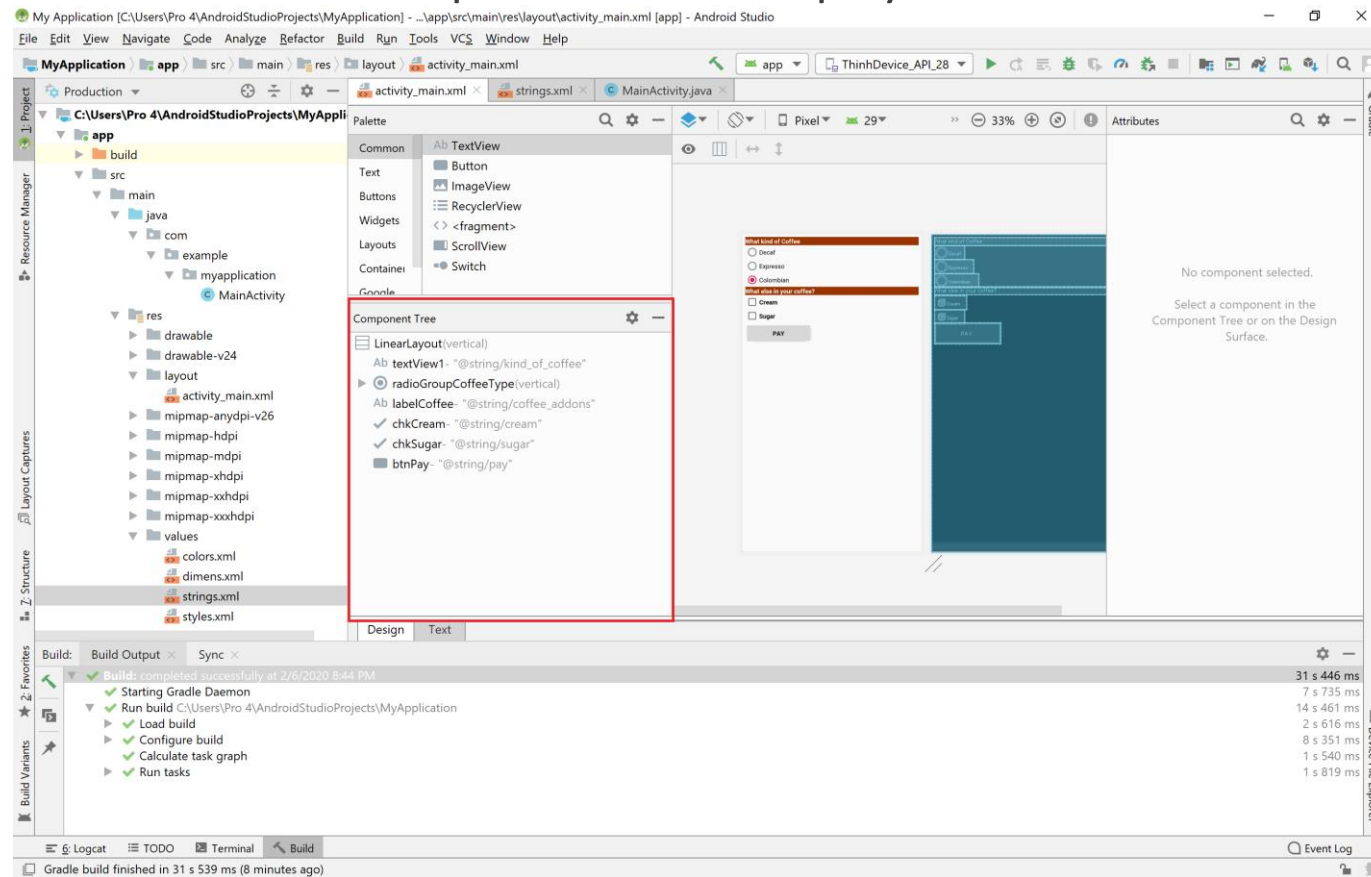 My Application [C:\Users\Pro 4\AndroidStudioProjects\MyApplication] - ...\app\src\main\res\layout\activity_main.xml [app] - Android Studio
File Edit View Navigate Code Analyze Refactor Build Run Tools VCS Window Help
MyApplication app src main res layout activity_main.xml app ThinhDevice_API_28
1: Project
Resource Manager
Layout Captures
Z: Structure
2: Favorites
Build Variants
Production
C:\Users\Pro 4\AndroidStudioProjects\MyAppli
app
build
src
main
java
com
example
myapplication
MainActivity
res
drawable
drawable-v24
layout
activity_main.xml
mipmap-anydpi-v26
mipmap-hdpi
mipmap-mdpi
mipmap-xhdpi
mipmap-xxhdpi
mipmap-xxxhdpi
values
colors.xml
dimens.xml
strings.xml
styles.xml
activity_main.xml strings.xml MainActivity.java
Palette
Common
Text
Buttons
Widgets
Layouts
Container
Google
Ab TextView
Button
ImageView
RecyclerView
<fragment>
ScrollView
Switch
Component Tree
LinearLayout(vertical)
Ab textView1- "@string/kind_of_coffee"
radioGroupCoffeeType(vertical)
Ab labelCoffee- "@string/coffee_addons"
chkCream- "@string/cream"
chkSugar- "@string/sugar"
btnPay- "@string/pay"
Design Text
Pixel 29 33%
What kind of Coffee
Decaf
Expresso
Colombian
What else in your coffee?
Cream
Sugar
PAY
Attributes
No component selected.
Select a component in the
Component Tree or on the Design
Surface.
Build: Build Output Sync
Build: completed successfully at 2/6/2020 8:44 PM 31 s 446 ms
Starting Gradle Daemon 7 s 735 ms
Run build C:\Users\Pro 4\AndroidStudioProjects\MyApplication 14 s 461 ms
Load build 2 s 616 ms
Configure build 8 s 351 ms
Calculate task graph 1 s 540 ms
Run tasks 1 s 819 ms
6: Logcat TODO Terminal Build Event Log
Gradle build finished in 31 s 539 ms (8 minutes ago)